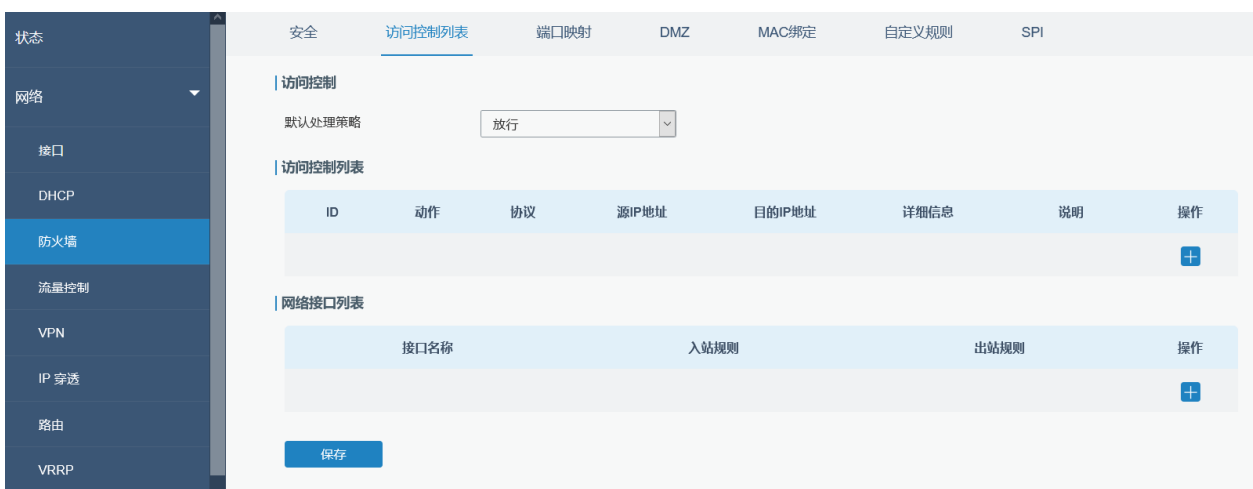 状态
网络
接口
DHCP
防火墙
流量控制
VPN
IP 穿透
路由
VRRP
安全 访问控制列表 端口映射 DMZ MAC绑定 自定义规则 SPI
访问控制
默认处理策略 放行
访问控制列表
ID 动作 协议 源IP地址 目的IP地址 详细信息 说明 操作
网络接口列表
接口名称 入站规则 出站规则 操作
保存